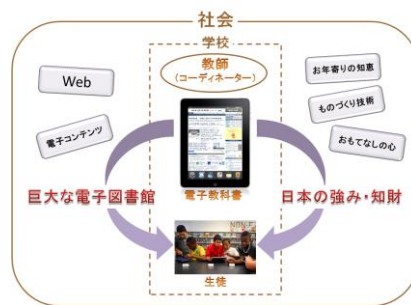 社会
学校
教師
(コーディネーター)
Web
電子コンテンツ
お年寄りの知恵
ものづくり技術
おもてなしの心
巨大な電子図書館
電子教科書
日本の強み・知財
生徒